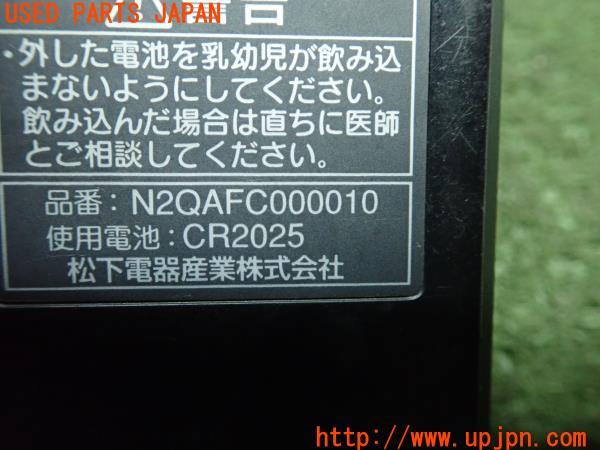 USED PARTS JAPAN
警告
・外した電池を乳幼児が飲み込
まないようにしてください。
飲み込んだ場合は直ちに医師
とご相談してください。
品番：N2QAFC000010
使用電池：CR2025
松下電器産業株式会社
http://www.upjpn.com/